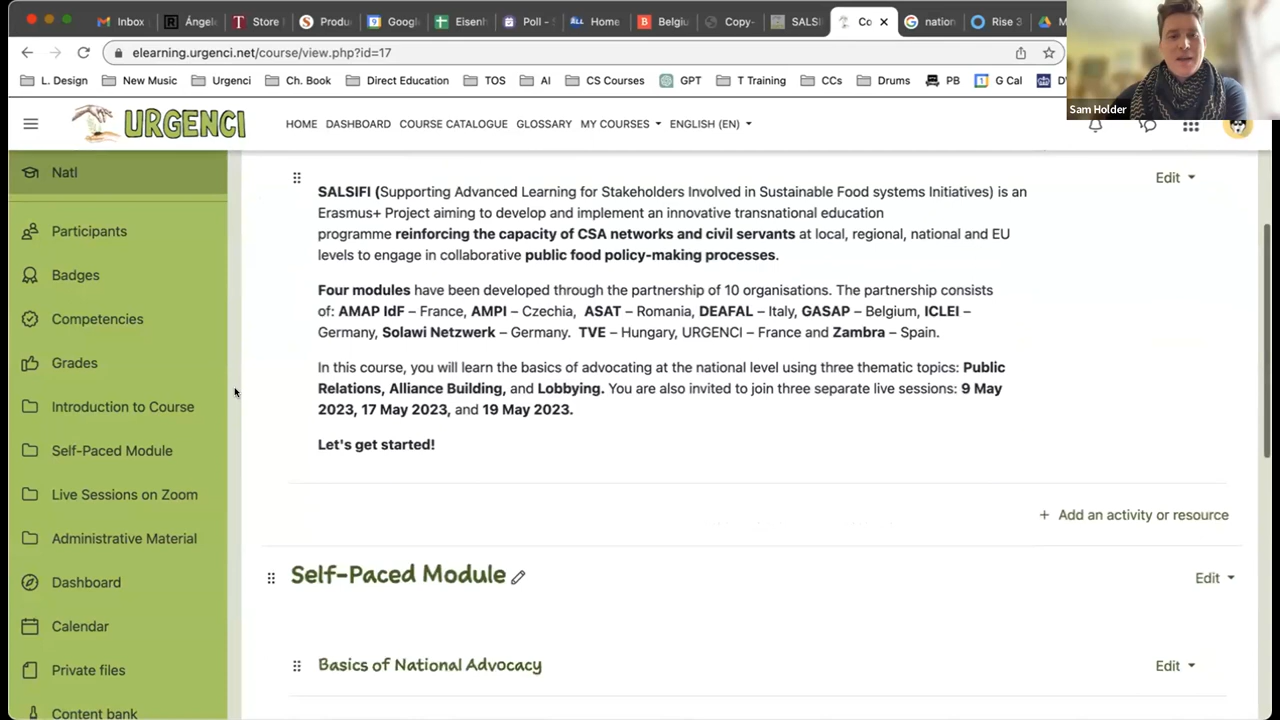 Inbox
Ángele
Store
Produ
Googl
Eisenh
Poll -
Home
Belgiu
Copy-
SALSI
Co
nation
Rise 3
M
elearning.urgenci.net/course/view.php?id=17
L. Design
New Music
Urgenci
Ch. Book
Direct Education
TOS
AI
CS Courses
GPT
T Training
CCs
Drums
PB
G Cal
Sam Holder
URGENCI
HOME
DASHBOARD
COURSE CATALOGUE
GLOSSARY
MY COURSES
ENGLISH (EN)
Natl
Participants
Badges
Competencies
Grades
Introduction to Course
Self-Paced Module
Live Sessions on Zoom
Administrative Material
Dashboard
Calendar
Private files
Content bank
Edit
SALSIFI (Supporting Advanced Learning for Stakeholders Involved in Sustainable Food systems Initiatives) is an
Erasmus+ Project aiming to develop and implement an innovative transnational education
programme reinforcing the capacity of CSA networks and civil servants at local, regional, national and EU
levels to engage in collaborative public food policy-making processes.
Four modules have been developed through the partnership of 10 organisations. The partnership consists
of: AMAP IdF – France, AMPI – Czechia, ASAT – Romania, DEAFAL – Italy, GASAP – Belgium, ICLEI –
Germany, Solawi Netzwerk – Germany. TVE – Hungary, URGENCI – France and Zambra – Spain.
In this course, you will learn the basics of advocating at the national level using three thematic topics: Public
Relations, Alliance Building, and Lobbying. You are also invited to join three separate live sessions: 9 May
2023, 17 May 2023, and 19 May 2023.
Let's get started!
+ Add an activity or resource
Self-Paced Module
Edit
Basics of National Advocacy
Edit